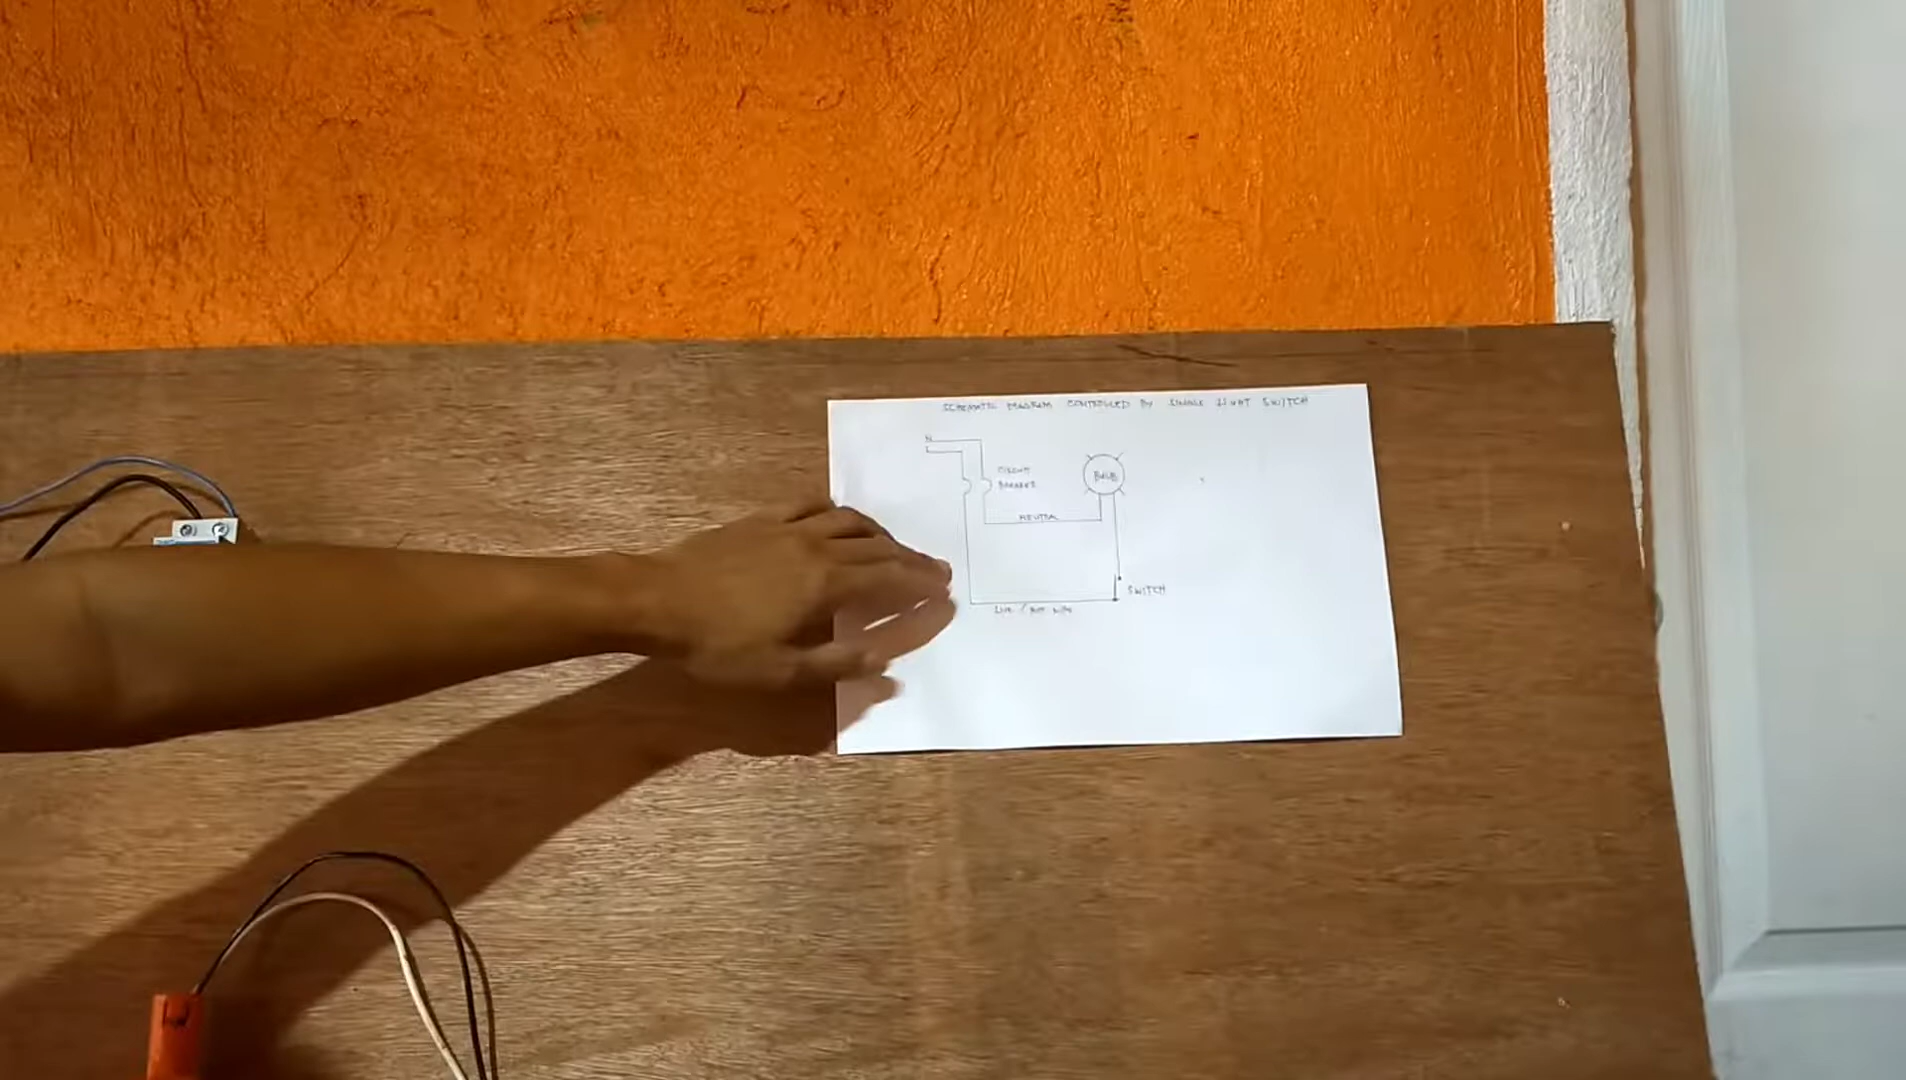 SCHEMATIC DIAGRAM CONTROLLED BY SINGLE LIGHT SWITCH
N
L
CIRCUIT
BREAKER
BULB
NEUTRAL
SWITCH
LIVE / HOT WIRE